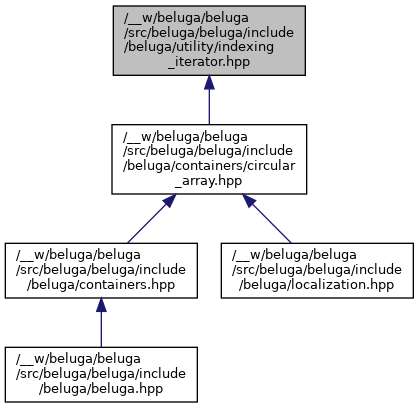 /__w/beluga/beluga
/src/beluga/beluga/include
/beluga/utility/indexing
_iterator.hpp
/__w/beluga/beluga
/src/beluga/beluga/include
/beluga/containers/circular
_array.hpp
/__w/beluga/beluga
/src/beluga/beluga/include
/beluga/containers.hpp
/__w/beluga/beluga
/src/beluga/beluga/include
/beluga/localization.hpp
/__w/beluga/beluga
/src/beluga/beluga/include
/beluga/beluga.hpp